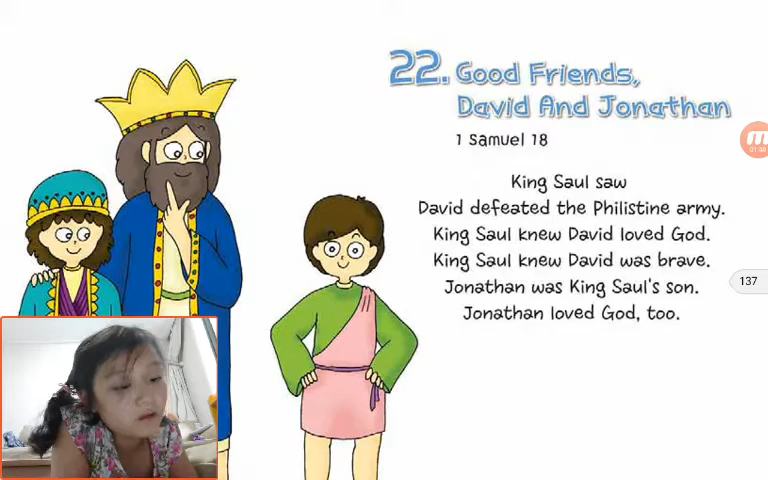 22. Good Friends,
David And Jonathan
1 Samuel 18
King Saul saw
David defeated the Philistine army.
King Saul knew David loved God.
King Saul knew David was brave.
Jonathan was King Saul's son.
Jonathan loved God, too.
137